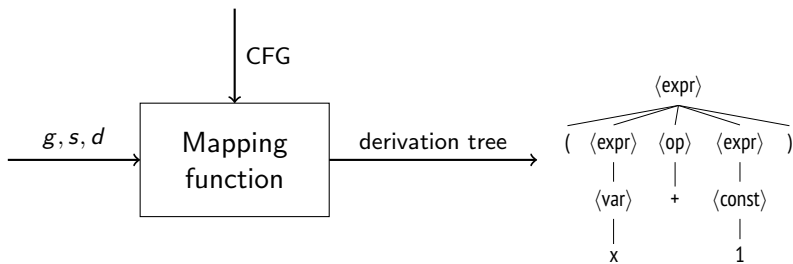 CFG
g, s, d
Mapping
function
derivation tree
⟨expr⟩
( ⟨expr⟩ ⟨op⟩ ⟨expr⟩ )
⟨var⟩ + ⟨const⟩
x 1